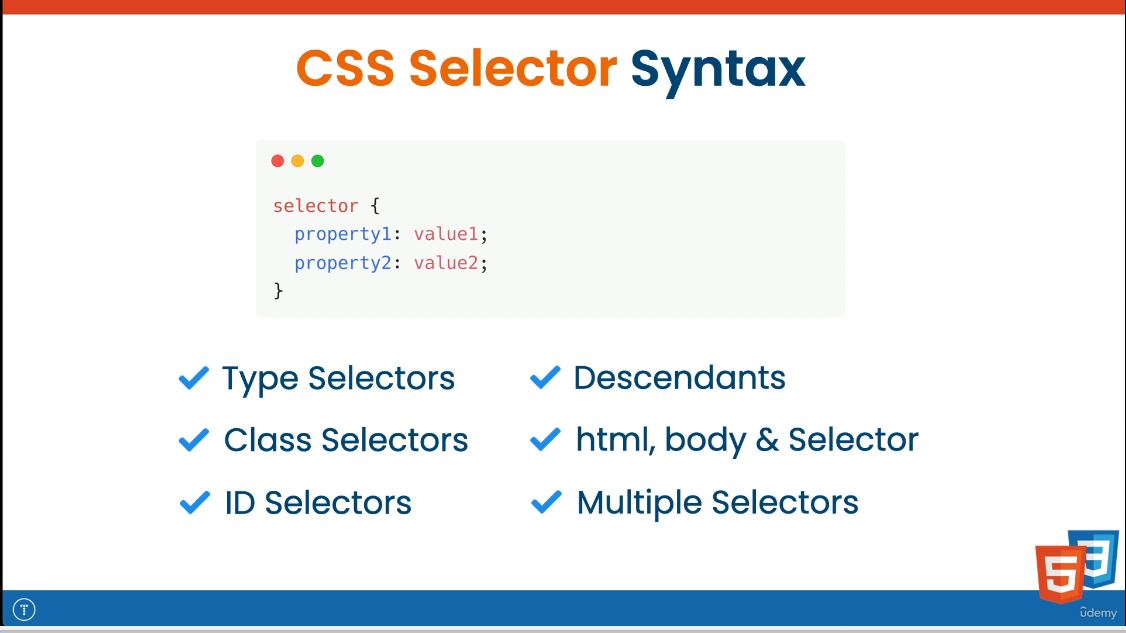 CSS Selector Syntax
selector {
  property1: value1;
  property2: value2;
}
Type Selectors
Class Selectors
ID Selectors
Descendants
html, body & Selector
Multiple Selectors
5
3
T
ûdemy